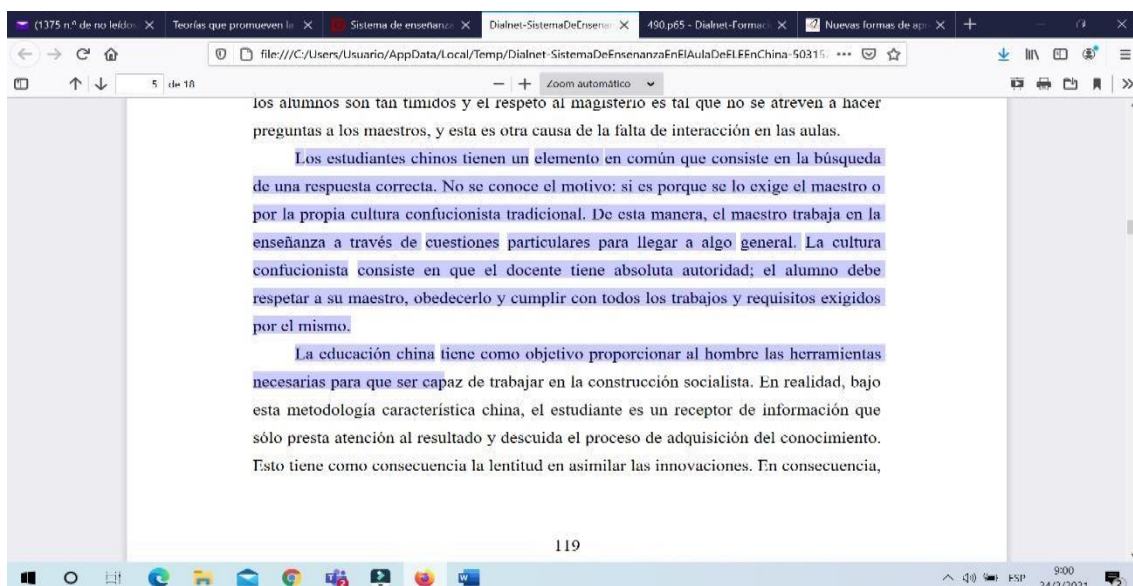 (1375 n.º de no leídos
Teorías que promueven la
Sistema de enseñanza
Dialnet-SistemaDeEnsenan
490.p65 - Dialnet-Formaci
Nuevas formas de apr
file:///C:/Users/Usuario/AppData/Local/Temp/Dialnet-SistemaDeEnsenanzaEnElAulaDeELEEnChina-50315
5 de 18
Zoom automático
los alumnos son tan tímidos y el respeto al magisterio es tal que no se atreven a hacer
preguntas a los maestros, y esta es otra causa de la falta de interacción en las aulas.
Los estudiantes chinos tienen un elemento en común que consiste en la búsqueda
de una respuesta correcta. No se conoce el motivo: si es porque se lo exige el maestro o
por la propia cultura confucionista tradicional. De esta manera, el maestro trabaja en la
enseñanza a través de cuestiones particulares para llegar a algo general. La cultura
confucionista consiste en que el docente tiene absoluta autoridad; el alumno debe
respetar a su maestro, obedecerlo y cumplir con todos los trabajos y requisitos exigidos
por el mismo.
La educación china tiene como objetivo proporcionar al hombre las herramientas
necesarias para que ser capaz de trabajar en la construcción socialista. En realidad, bajo
esta metodología característica china, el estudiante es un receptor de información que
sólo presta atención al resultado y descuida el proceso de adquisición del conocimiento.
Esto tiene como consecuencia la lentitud en asimilar las innovaciones. En consecuencia,
119
ESP
9:00
24/2/2021